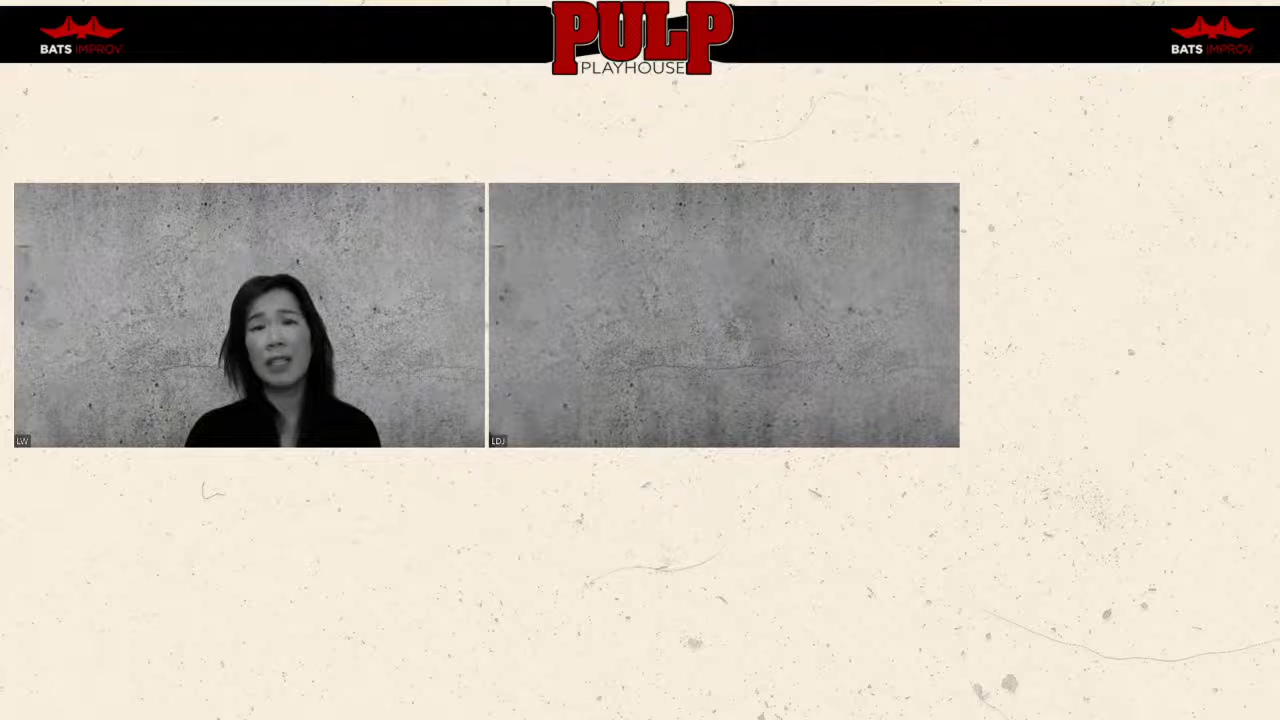 BATS IMPROV
PULP
PLAYHOUSE
BATS IMPROV
LW
LDJ